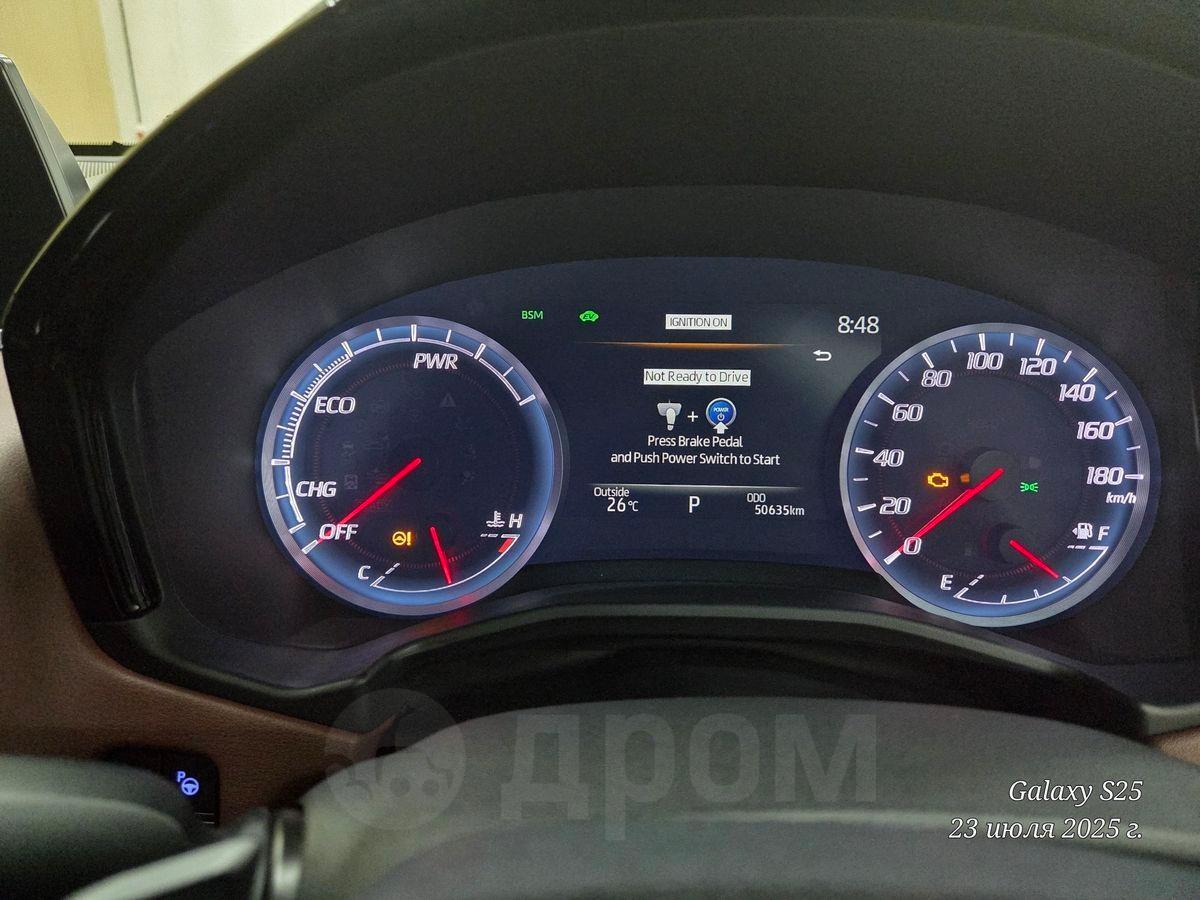 BSM
EV
IGNITION ON
8:48
Not Ready to Drive
POWER
+
Press Brake Pedal
and Push Power Switch to Start
Outside
26°C
P
ODO
50635km
PWR
ECO
CHG
OFF
C
H
0
20
40
60
80
100
120
140
160
180
km/h
E
F
P
дром
Galaxy S25
23 июля 2025 г.